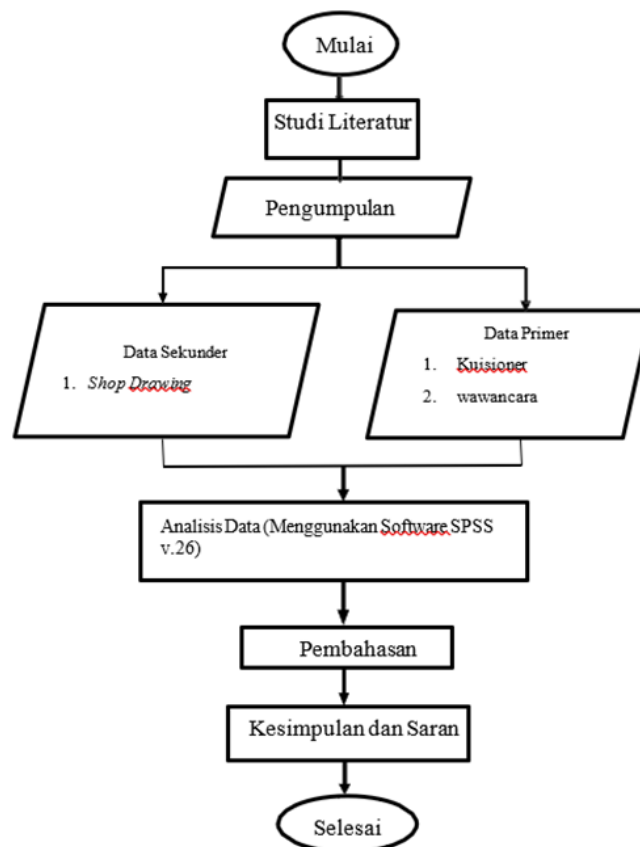 Mulai
Studi Literatur
Pengumpulan
Data Sekunder
1. Shop Drawing
Data Primer
1. Kuisioner
2. wawancara
Analisis Data (Menggunakan Software SPSS
v.26)
Pembahasan
Kesimpulan dan Saran
Selesai